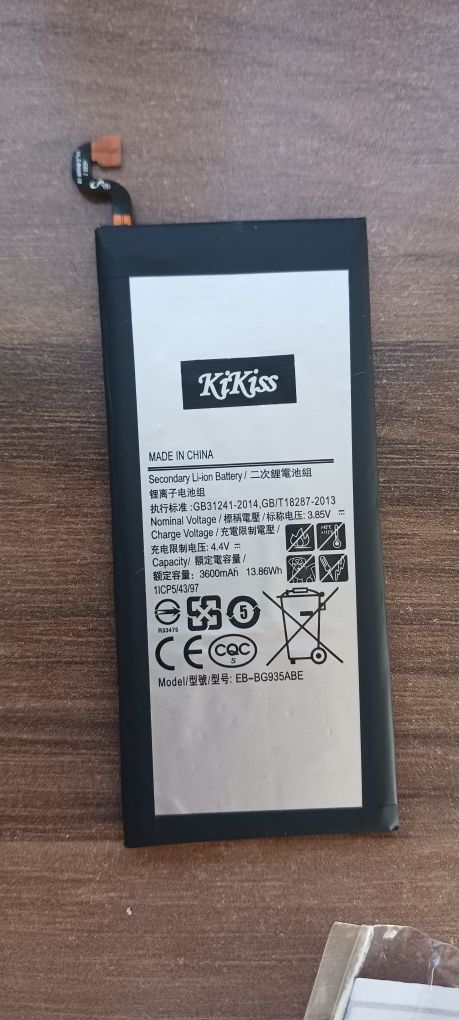 KiKiss
MADE IN CHINA
Secondary Li-ion Battery / 二次鋰電池組
锂离子电池组
执行标准 :GB31241-2014,GB/T18287-2013
Nominal Voltage / 標稱電壓 / 标称电压: 3.85V ⎓
Charge Voltage / 充電限制電壓 /
充电限制电压: 4.4V ⎓
Capacity/ 額定電容量 /
额定容量: 3600mAh 13.86Wh
1ICP5/43/97
5
R33475
CE CQC
S
Model/型號/型号: EB-BG935ABE